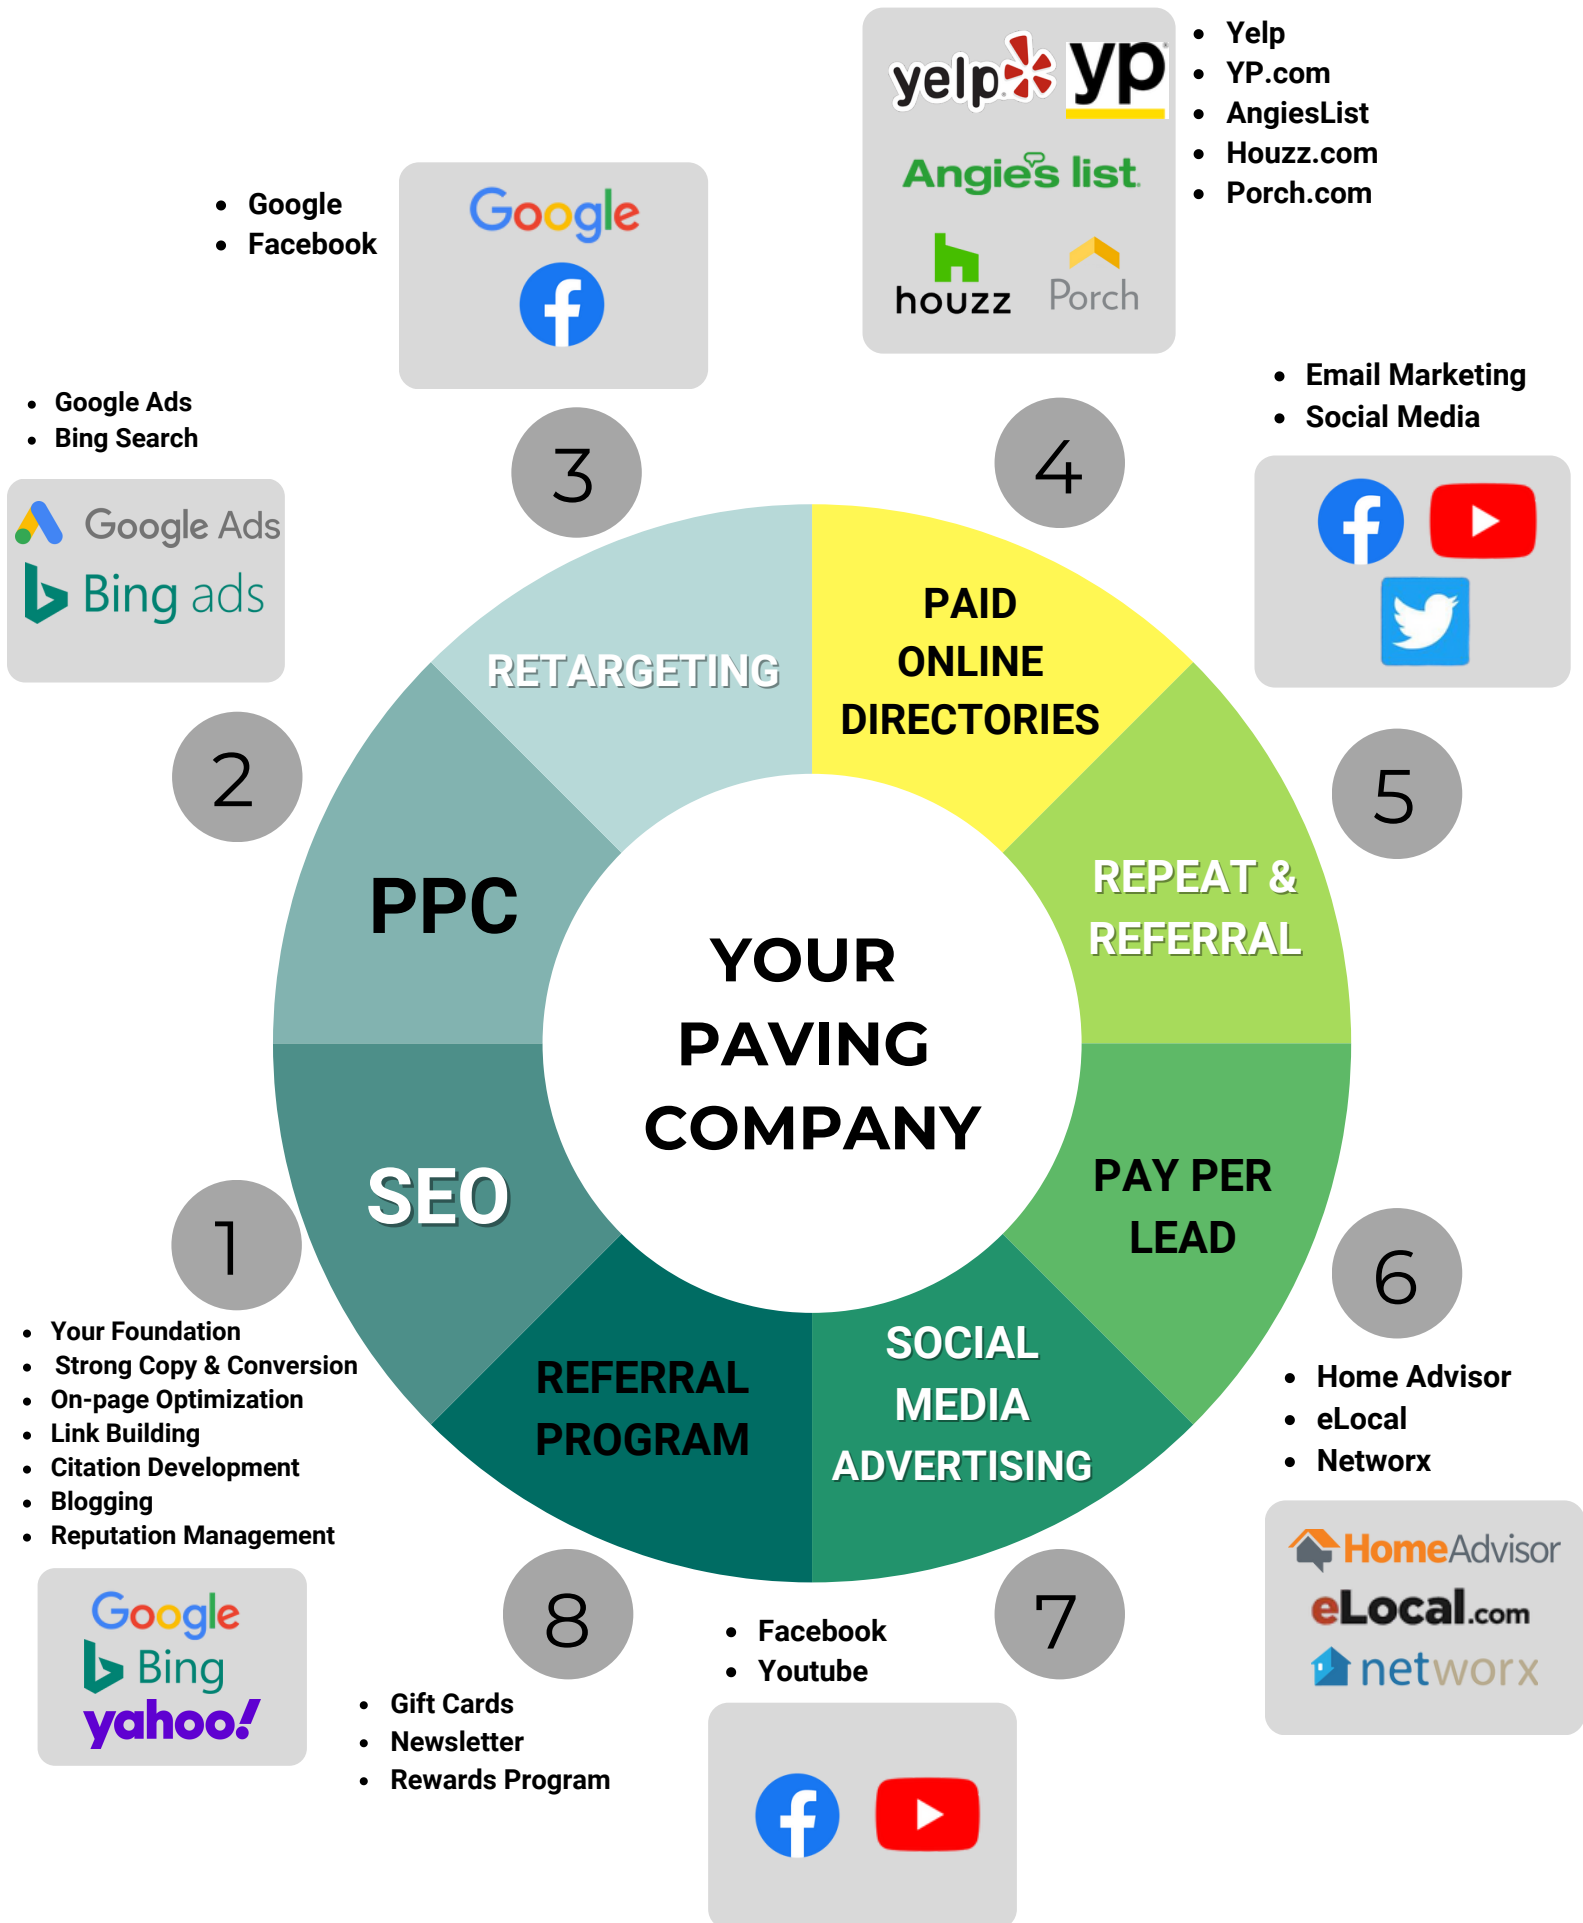 yelp
yp
Angie's list
houzz
Porch
Yelp
YP.com
AngiesList
Houzz.com
Porch.com
Google
Facebook
Google
Google Ads
Bing Search
Google Ads
Bing ads
Email Marketing
Social Media
3
4
2
5
RETARGETING
PAID
ONLINE
DIRECTORIES
PPC
REPEAT &
REFERRAL
YOUR
PAVING
COMPANY
SEO
PAY PER
LEAD
REFERRAL
PROGRAM
SOCIAL
MEDIA
ADVERTISING
1
Your Foundation
Strong Copy & Conversion
On-page Optimization
Link Building
Citation Development
Blogging
Reputation Management
Google
Bing
yahoo!
6
Home Advisor
eLocal
Networx
HomeAdvisor
eLocal.com
networx
8
Gift Cards
Newsletter
Rewards Program
7
Facebook
Youtube